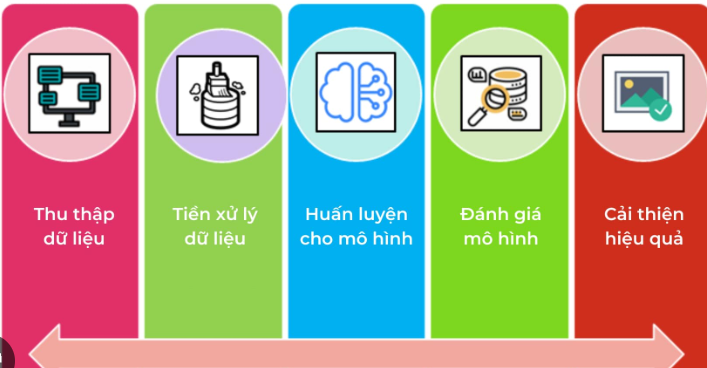 Thu thập
dữ liệu
Tiền xử lý
dữ liệu
Huấn luyện
cho mô hình
Đánh giá
mô hình
Cải thiện
hiệu quả